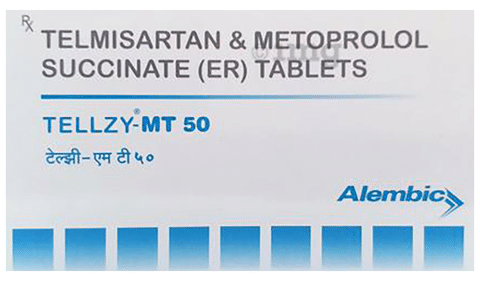 Rx
TELMISARTAN & METOPROLOL
SUCCINATE (ER) TABLETS
TELLZY®-MT 50
टेल्झी-एम टी ५०
Alembic